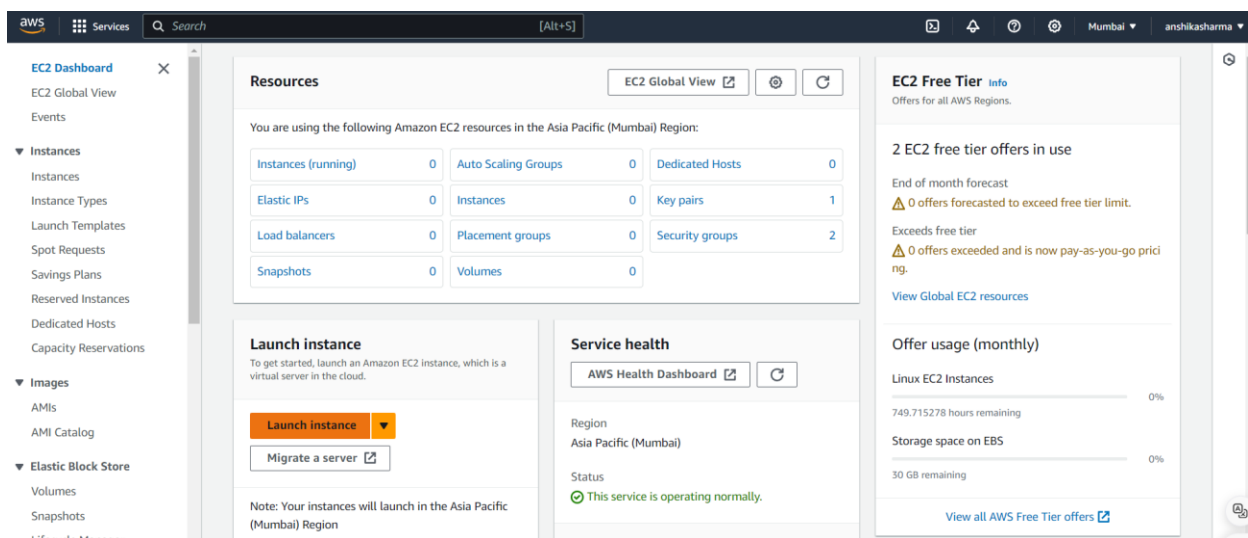 aws
Services
Search
[Alt+S]
Mumbai ▼
anshikasharma ▼
EC2 Dashboard
EC2 Global View
Events
Instances
Instances
Instance Types
Launch Templates
Spot Requests
Savings Plans
Reserved Instances
Dedicated Hosts
Capacity Reservations
Images
AMIs
AMI Catalog
Elastic Block Store
Volumes
Snapshots
Resources
EC2 Global View
You are using the following Amazon EC2 resources in the Asia Pacific (Mumbai) Region:
Instances (running) 0
Auto Scaling Groups 0
Dedicated Hosts 0
Elastic IPs 0
Instances 0
Key pairs 1
Load balancers 0
Placement groups 0
Security groups 2
Snapshots 0
Volumes 0
Launch instance
To get started, launch an Amazon EC2 instance, which is a
virtual server in the cloud.
Launch instance
Migrate a server
Note: Your instances will launch in the Asia Pacific
(Mumbai) Region
Service health
AWS Health Dashboard
Region
Asia Pacific (Mumbai)
Status
This service is operating normally.
EC2 Free Tier Info
Offers for all AWS Regions.
2 EC2 free tier offers in use
End of month forecast
0 offers forecasted to exceed free tier limit.
Exceeds free tier
0 offers exceeded and is now pay-as-you-go prici
ng.
View Global EC2 resources
Offer usage (monthly)
Linux EC2 Instances
0%
749.715278 hours remaining
Storage space on EBS
0%
30 GB remaining
View all AWS Free Tier offers